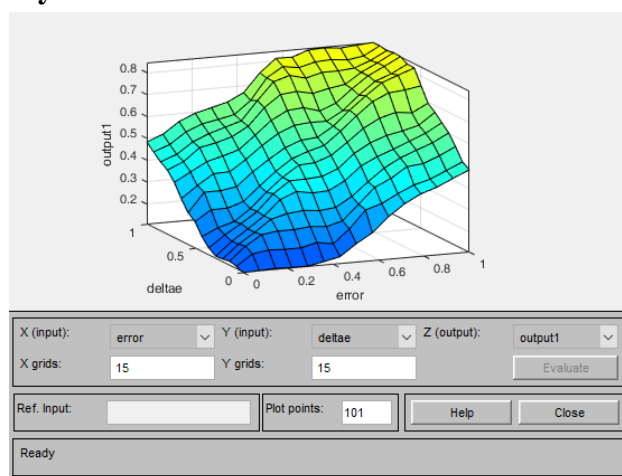 0.8
0.7
0.6
0.5
0.4
0.3
0.2
output1
1
0.5
0
deltae
0
0.2
0.4
0.6
0.8
1
error
X (input):
error
Y (input):
deltae
Z (output):
output1
X grids:
15
Y grids:
15
Evaluate
Ref. Input:
Plot points:
101
Help
Close
Ready